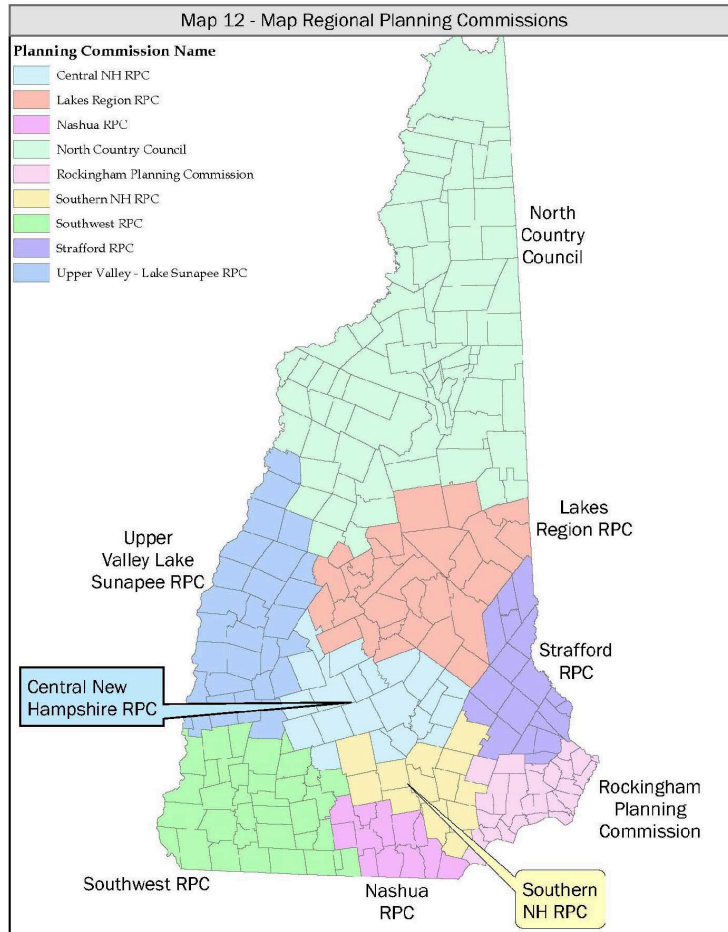 Map 12 - Map Regional Planning Commissions
Planning Commission Name
Central NH RPC
Lakes Region RPC
Nashua RPC
North Country Council
Rockingham Planning Commission
Southern NH RPC
Southwest RPC
Strafford RPC
Upper Valley - Lake Sunapee RPC
North
Country
Council
Lakes
Region RPC
Upper
Valley Lake
Sunapee RPC
Strafford
RPC
Central New
Hampshire RPC
Rockingham
Planning
Commission
Southwest RPC
Nashua
RPC
Southern
NH RPC